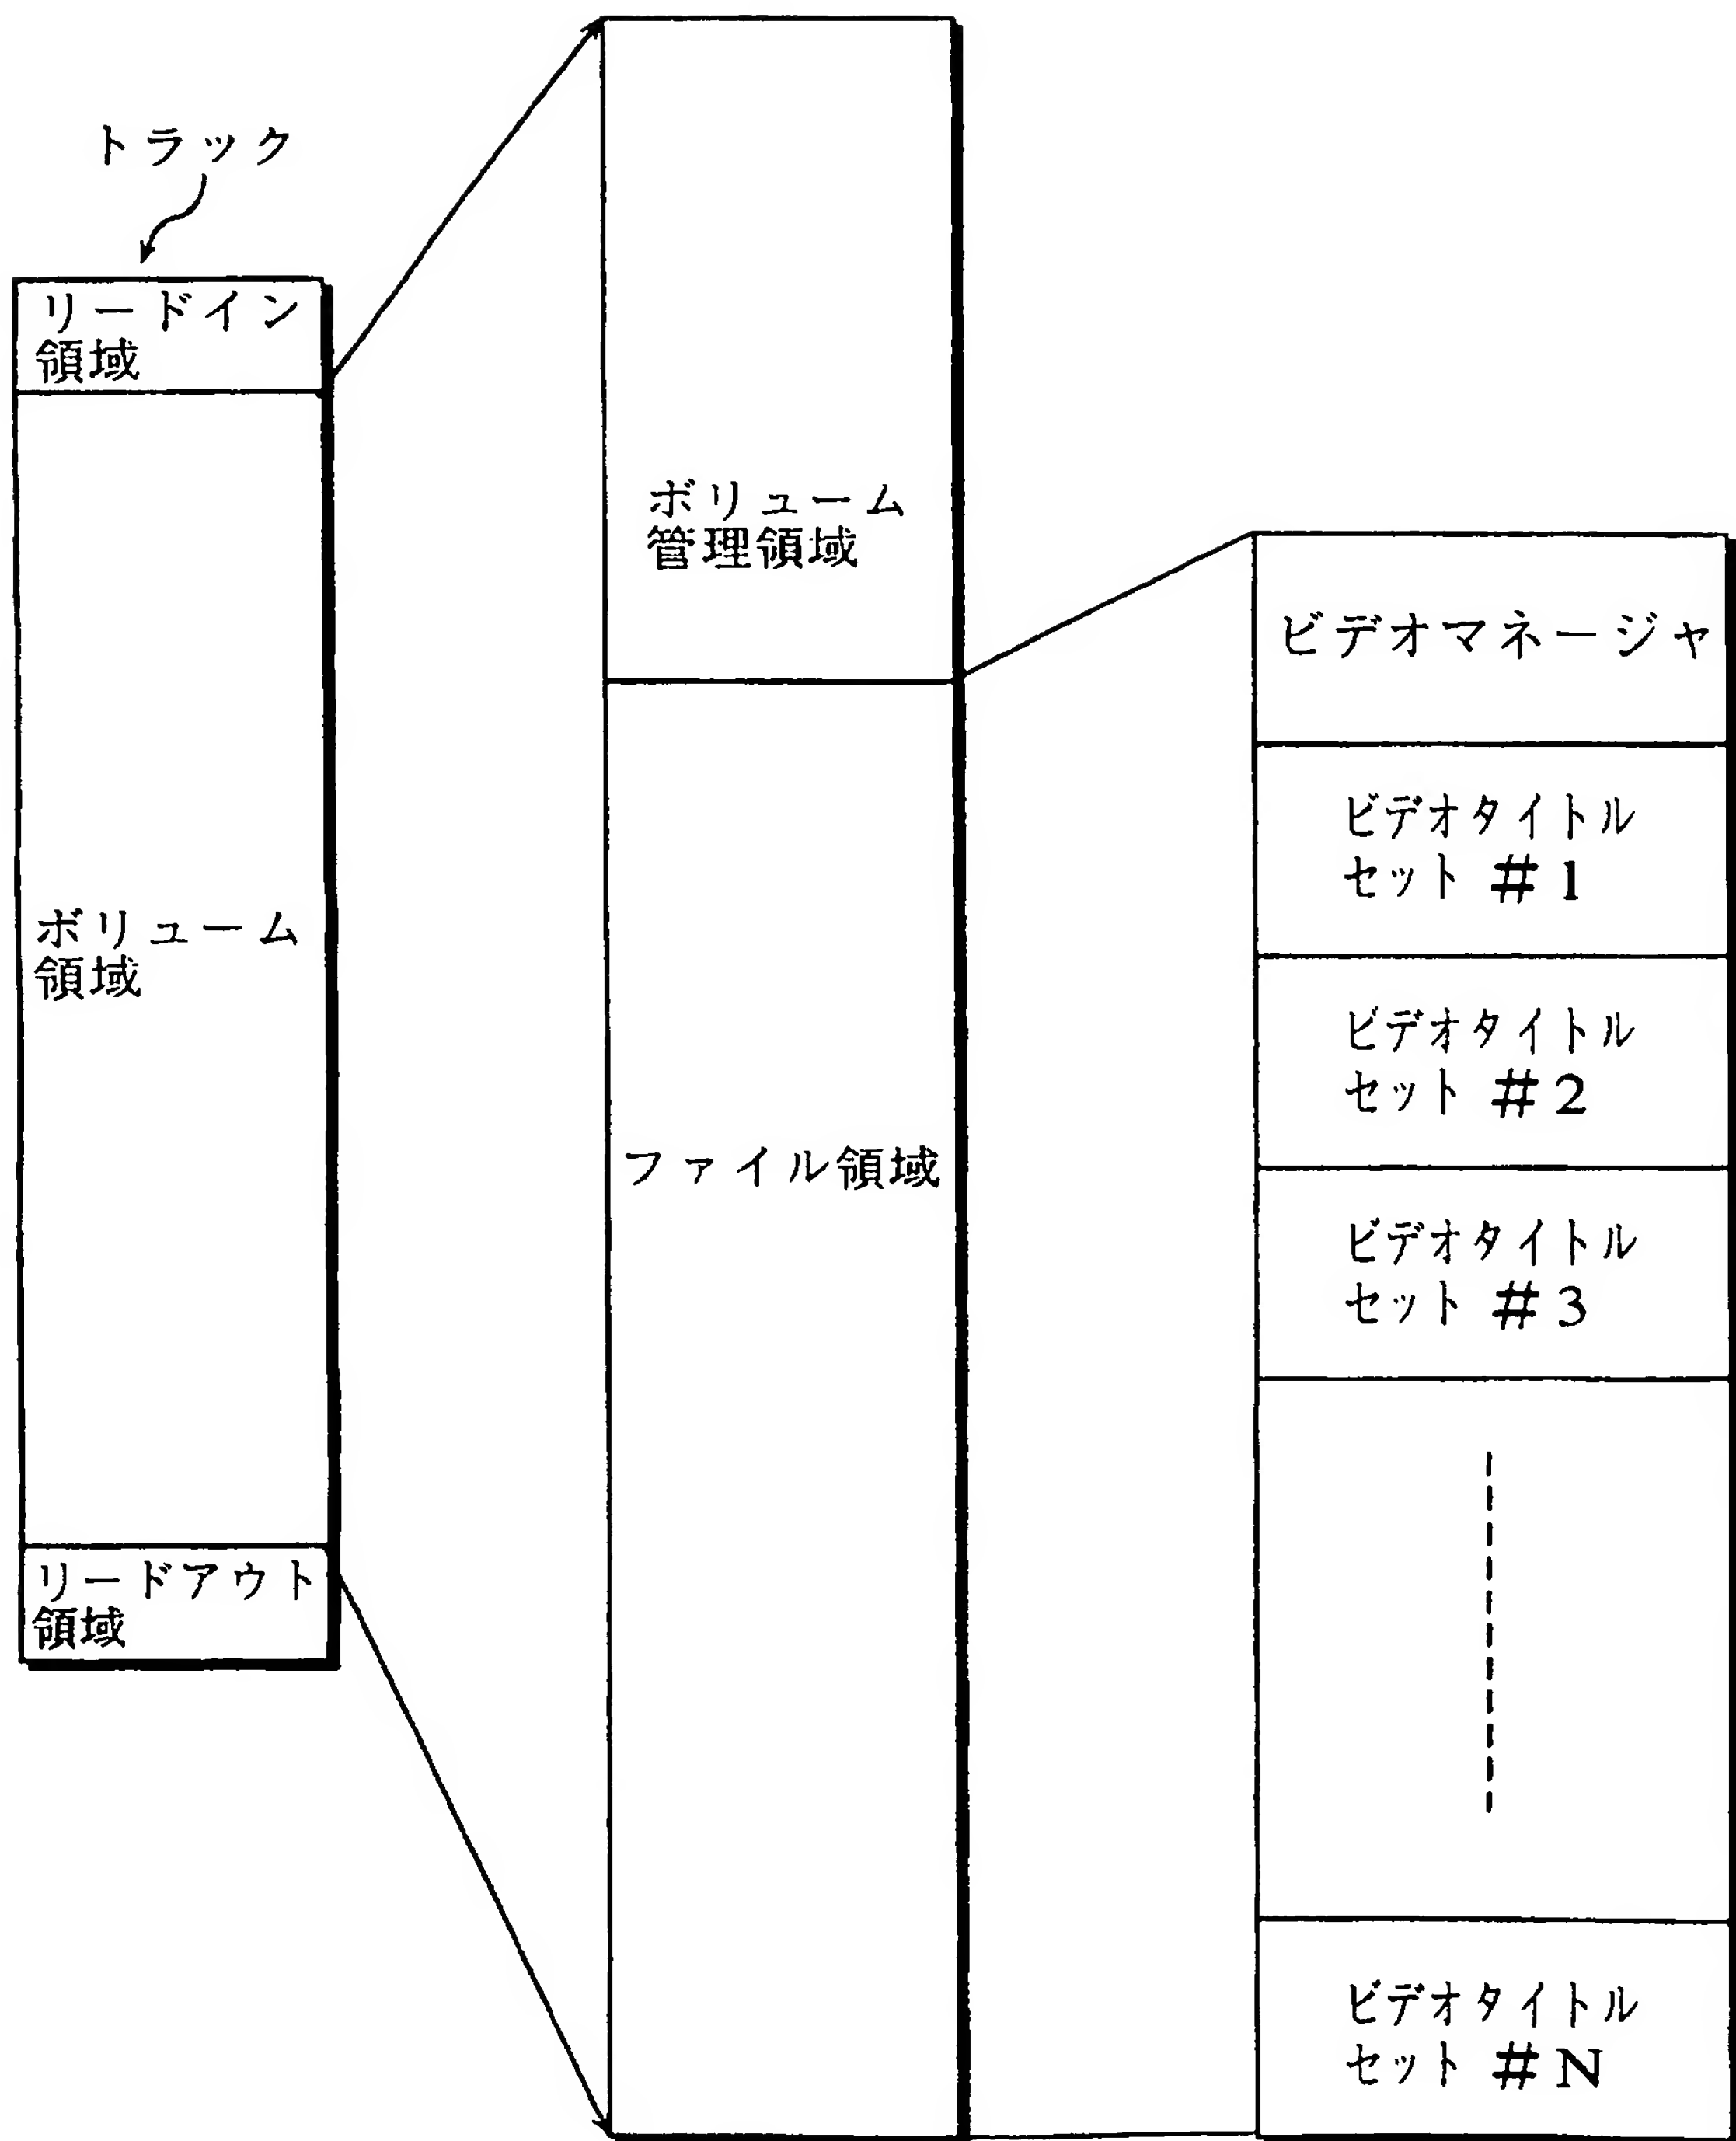 トラック
リードイン
領域
ボリューム
領域
リードアウト
領域
ボリューム
管理領域
ファイル領域
ビデオマネージャ
ビデオタイトル
セット #1
ビデオタイトル
セット #2
ビデオタイトル
セット #3
ビデオタイトル
セット #N